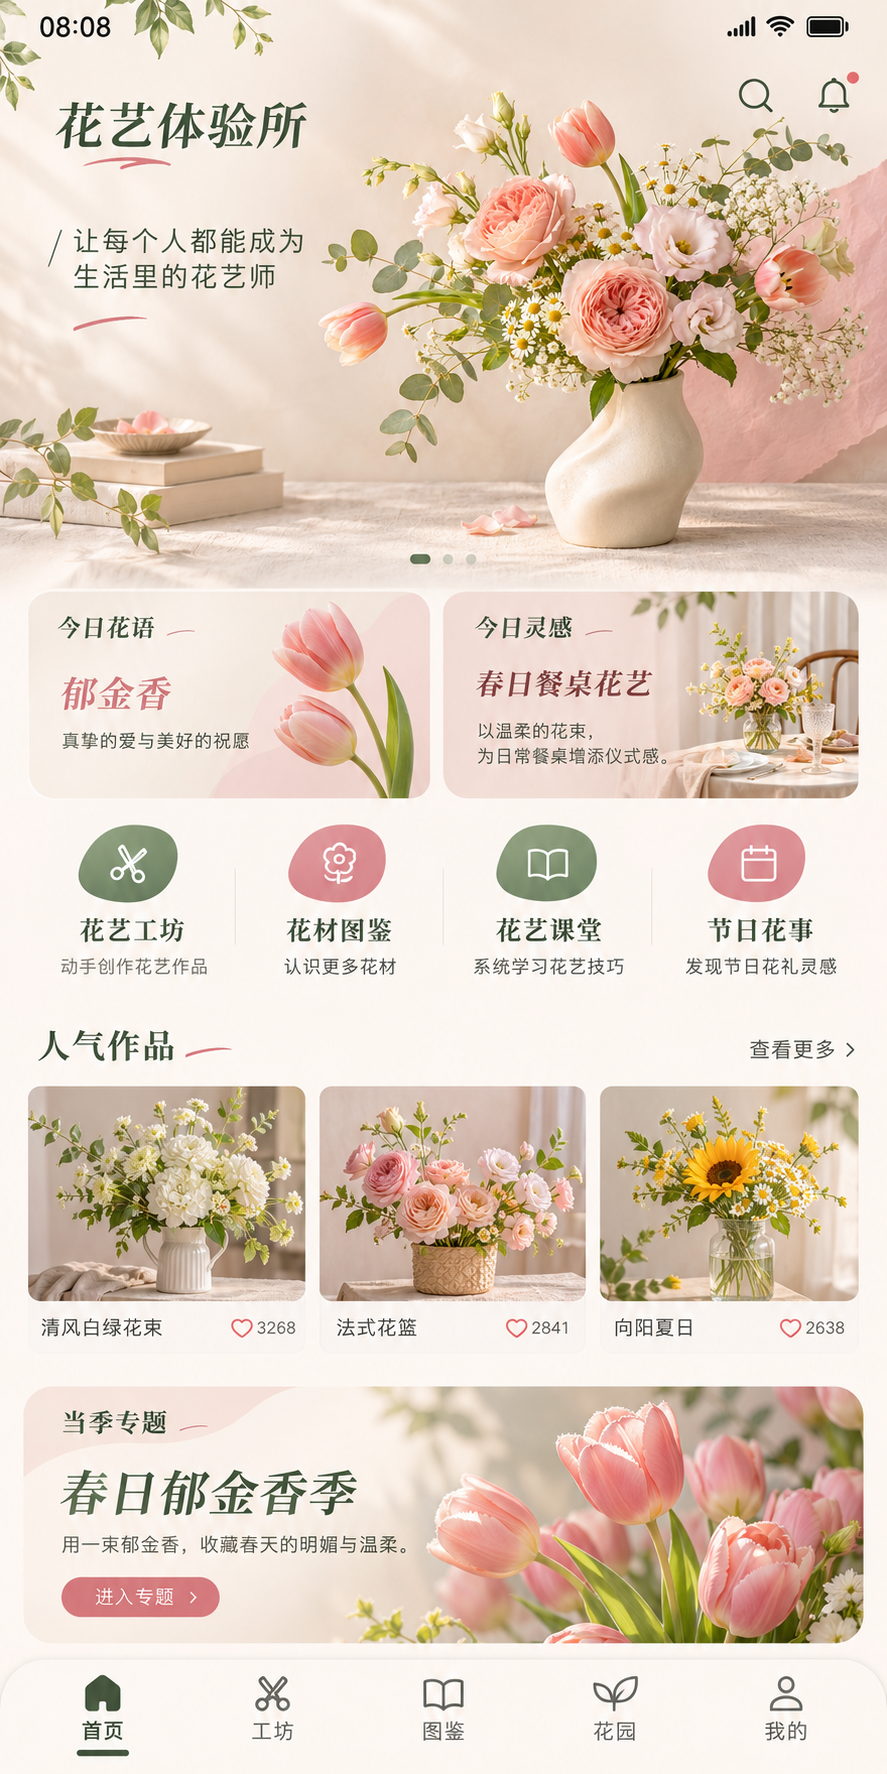 08:08
花艺体验所
让每个人都能成为
生活里的花艺师
今日花语
郁金香
真挚的爱与美好的祝愿
今日灵感
春日餐桌花艺
以温柔的花束，
为日常餐桌增添仪式感。
花艺工坊
动手创作花艺作品
花材图鉴
认识更多花材
花艺课堂
系统学习花艺技巧
节日花事
发现节日花礼灵感
人气作品
查看更多
清风白绿花束
3268
法式花篮
2841
向阳夏日
2638
当季专题
春日郁金香季
用一束郁金香，收藏春天的明媚与温柔。
进入专题
首页
工坊
图鉴
花园
我的